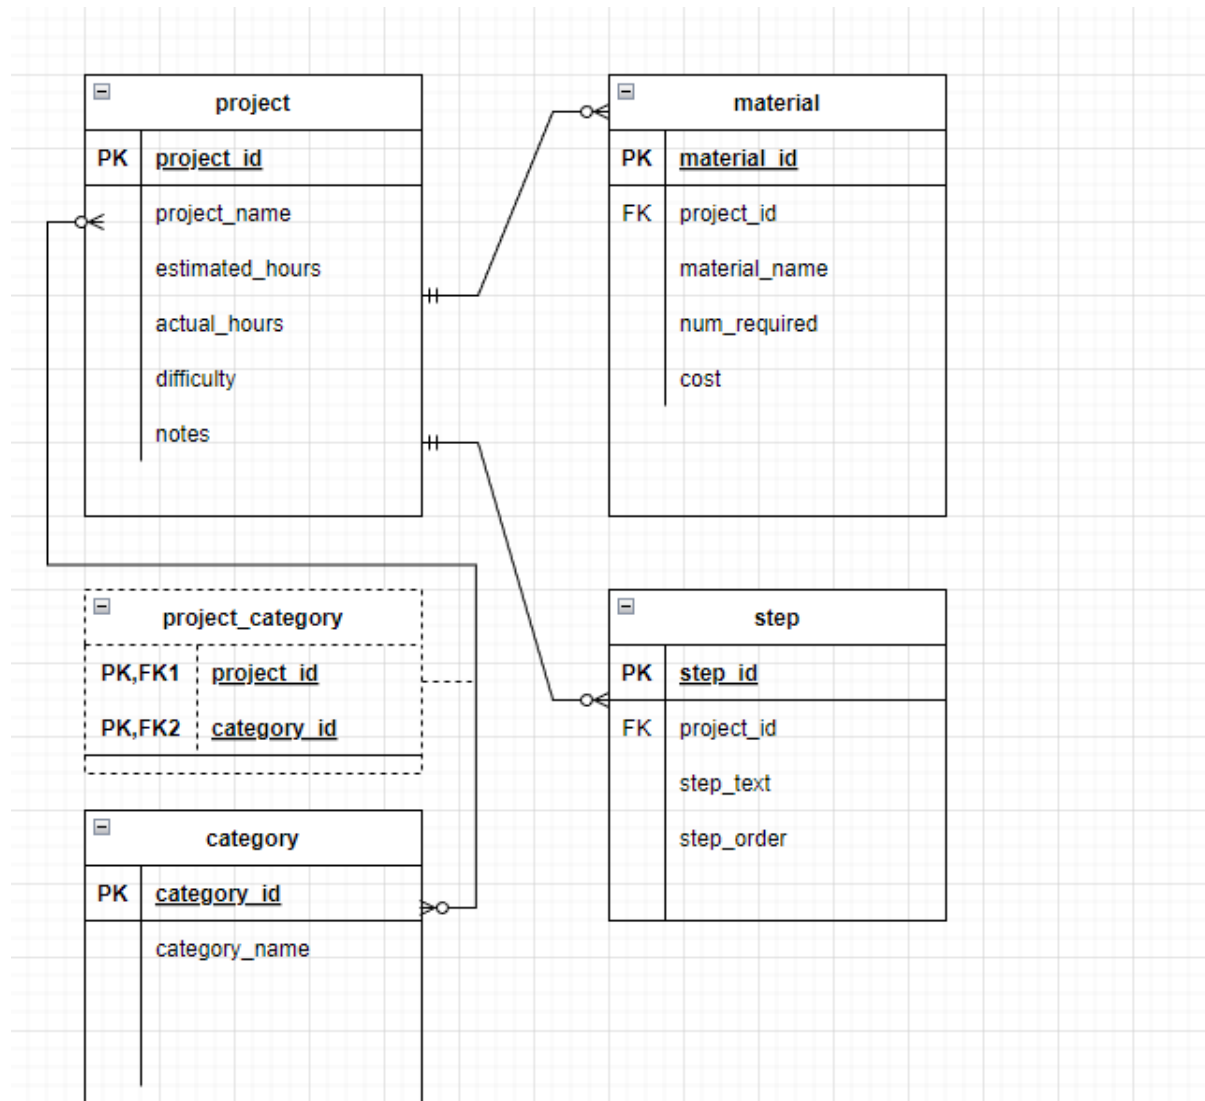 project
PK project_id
project_name
estimated_hours
actual_hours
difficulty
notes
material
PK material_id
FK project_id
material_name
num_required
cost
project_category
PK,FK1 project_id
PK,FK2 category_id
step
PK step_id
FK project_id
step_text
step_order
category
PK category_id
category_name